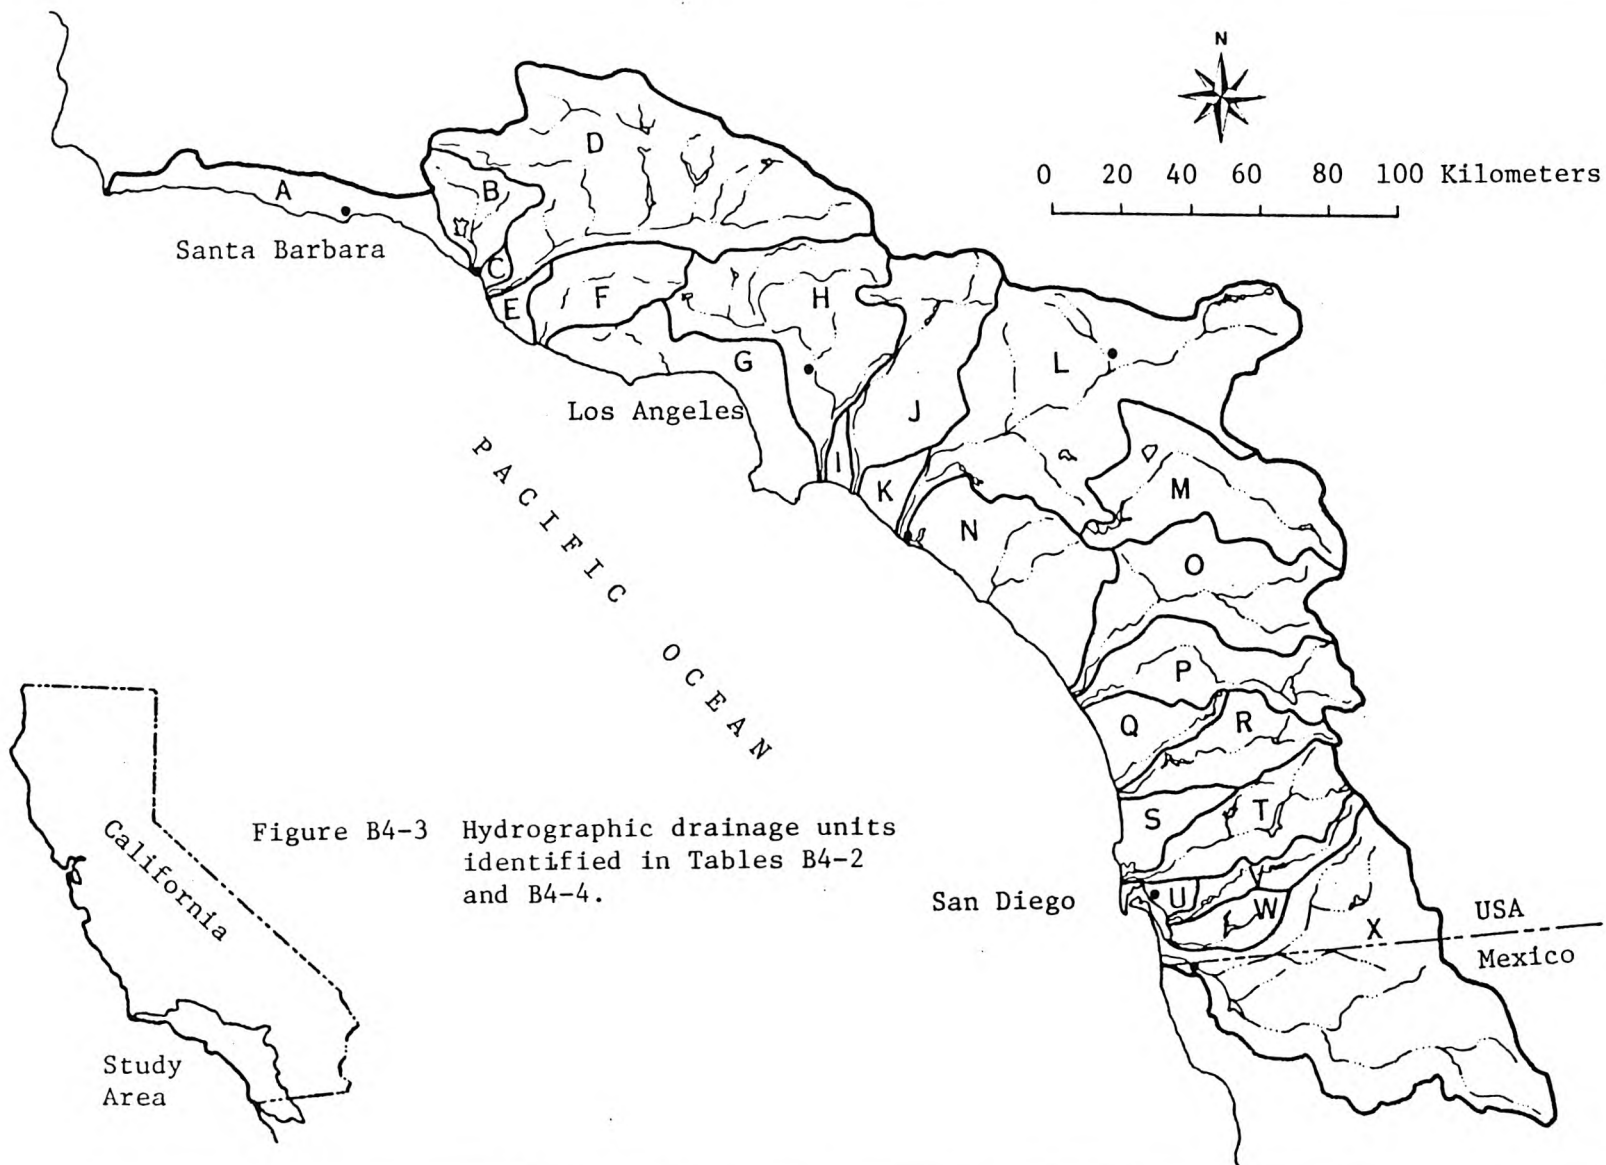 N
0 20 40 60 80 100 Kilometers
D
A
B
Santa Barbara
C
E
F
H
G
L
J
Los Angeles
I
K
M
N
O
PACIFIC OCEAN
P
Q
R
S
T
California
Figure B4-3 Hydrographic drainage units
identified in Tables B4-2
and B4-4.
San Diego
U
W
X
USA
Mexico
Study
Area